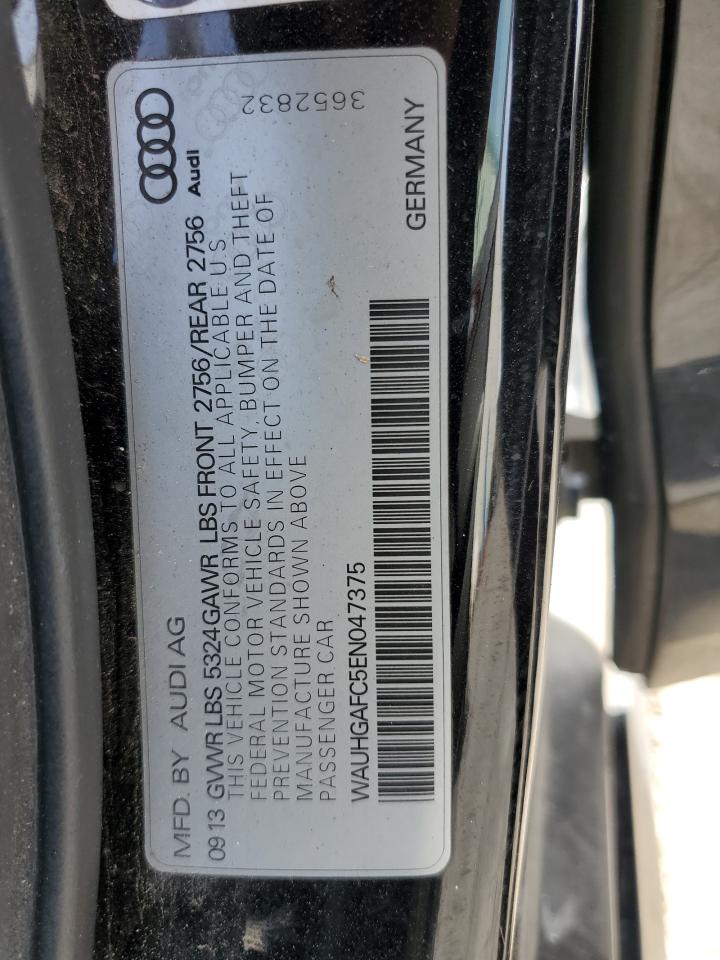 MFD. BY AUDI AG
09 13 GVWR LBS 5324 GAWR LBS FRONT 2756/REAR 2756
THIS VEHICLE CONFORMS TO ALL APPLICABLE U.S.
FEDERAL MOTOR VEHICLE SAFETY, BUMPER AND THEFT
PREVENTION STANDARDS IN EFFECT ON THE DATE OF
MANUFACTURE SHOWN ABOVE
PASSENGER CAR
WAUHGAFC5EN047375
Audi
GERMANY
3652832